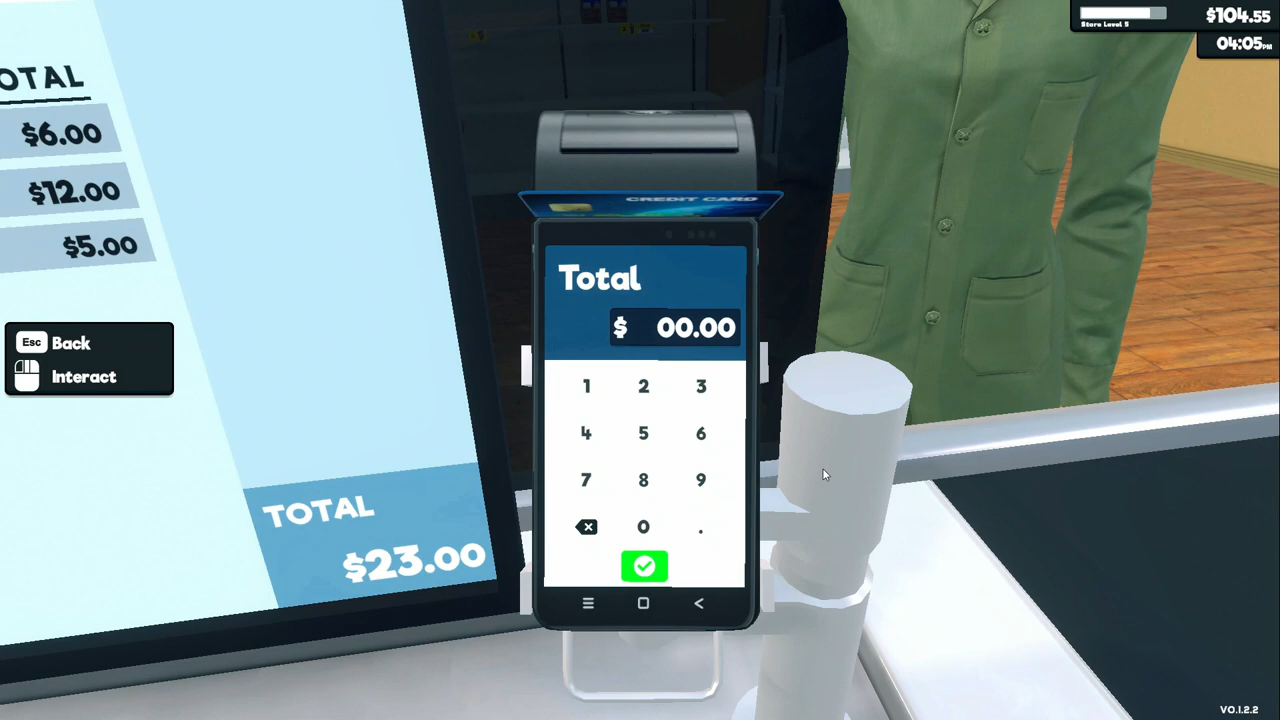 $104.55
Store Level 5
04:05PM
OTAL
$6.00
$12.00
$5.00
CREDIT CARD
Total
$ 00.00
Esc Back
Interact
1 2 3
4 5 6
7 8 9
0 .
TOTAL
$23.00
V0.1.2.2